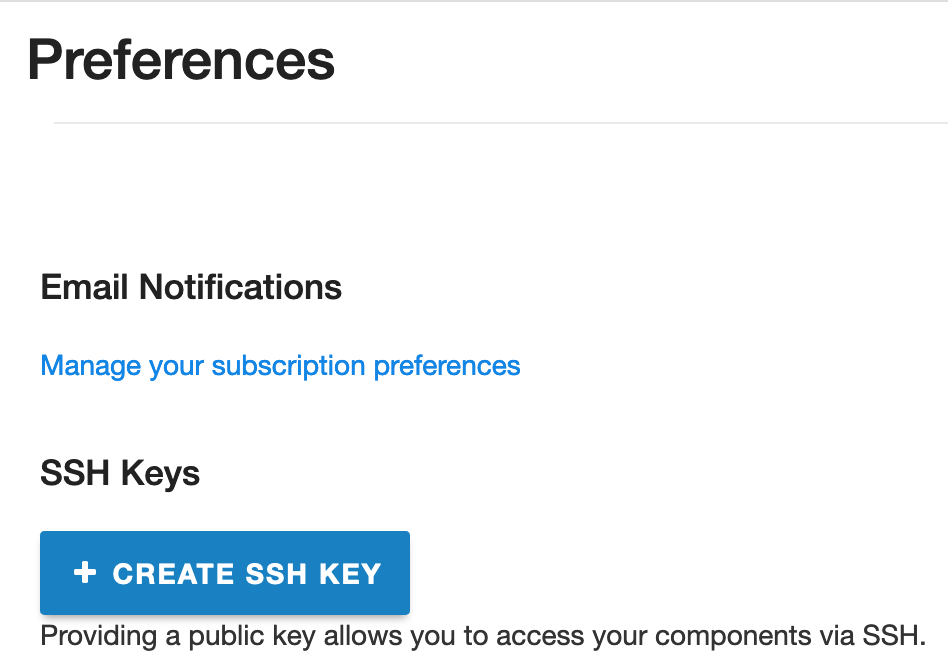 Preferences
Email Notifications
Manage your subscription preferences
SSH Keys
+ CREATE SSH KEY
Providing a public key allows you to access your components via SSH.